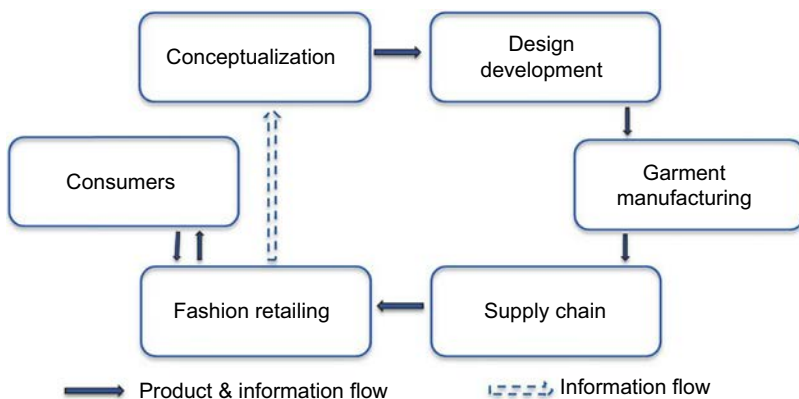 Conceptualization
Design
development
Consumers
Garment
manufacturing
Fashion retailing
Supply chain
Product & information flow
Information flow